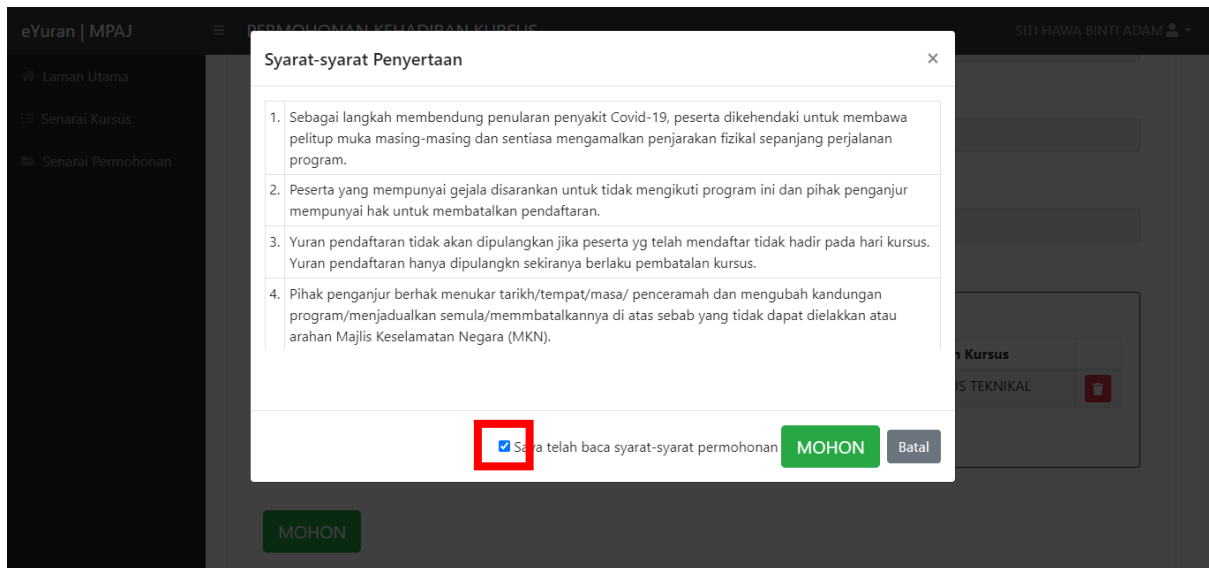 eYuran | MPAJ
PERMOHONAN KEHADIRAN KURSUS
SITI HAWA BINTI ADAM
Laman Utama
Senarai Kursus
Senarai Permohonan
Syarat-syarat Penyertaan
×
1. Sebagai langkah membendung penularan penyakit Covid-19, peserta dikehendaki untuk membawa
pelitup muka masing-masing dan sentiasa mengamalkan penjarakan fizikal sepanjang perjalanan
program.
2. Peserta yang mempunyai gejala disarankan untuk tidak mengikuti program ini dan pihak penganjur
mempunyai hak untuk membatalkan pendaftaran.
3. Yuran pendaftaran tidak akan dipulangkan jika peserta yg telah mendaftar tidak hadir pada hari kursus.
Yuran pendaftaran hanya dipulangkn sekiranya berlaku pembatalan kursus.
4. Pihak penganjur berhak menukar tarikh/tempat/masa/ penceramah dan mengubah kandungan
program/menjadualkan semula/memmbatalkannya di atas sebab yang tidak dapat dielakkan atau
arahan Majlis Keselamatan Negara (MKN).
n Kursus
US TEKNIKAL
Saya telah baca syarat-syarat permohonan MOHON Batal
MOHON